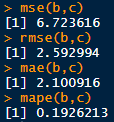 > mse(b,c)
[1] 6.723616
> rmse(b,c)
[1] 2.592994
> mae(b,c)
[1] 2.100916
> mape(b,c)
[1] 0.1926213